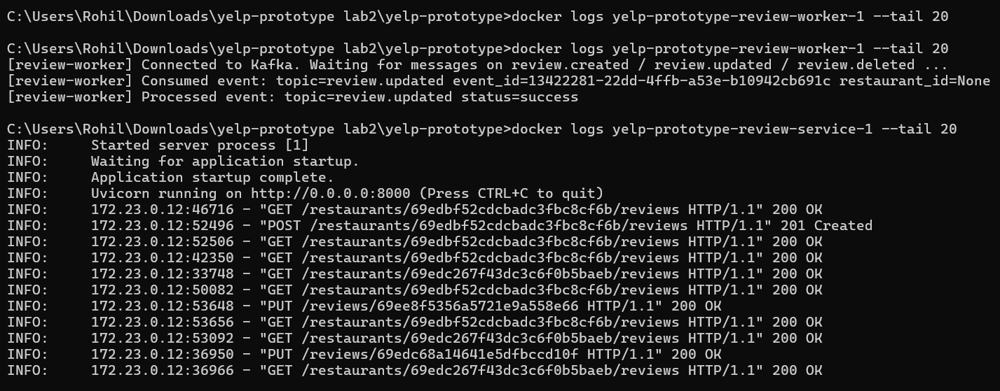 C:\Users\Rohil\Downloads\yelp-prototype lab2\yelp-prototype>docker logs yelp-prototype-review-worker-1 --tail 20
C:\Users\Rohil\Downloads\yelp-prototype lab2\yelp-prototype>docker logs yelp-prototype-review-worker-1 --tail 20
[review-worker] Connected to Kafka. Waiting for messages on review.created / review.updated / review.deleted ...
[review-worker] Consumed event: topic=review.updated event_id=13422281-22dd-4ffb-a53e-b10942cb691c restaurant_id=None
[review-worker] Processed event: topic=review.updated status=success
C:\Users\Rohil\Downloads\yelp-prototype lab2\yelp-prototype>docker logs yelp-prototype-review-service-1 --tail 20
INFO:     Started server process [1]
INFO:     Waiting for application startup.
INFO:     Application startup complete.
INFO:     Uvicorn running on http://0.0.0.0:8000 (Press CTRL+C to quit)
INFO:     172.23.0.12:46716 - "GET /restaurants/69edbf52cdcbadc3fbc8cf6b/reviews HTTP/1.1" 200 OK
INFO:     172.23.0.12:52496 - "POST /restaurants/69edbf52cdcbadc3fbc8cf6b/reviews HTTP/1.1" 201 Created
INFO:     172.23.0.12:52506 - "GET /restaurants/69edbf52cdcbadc3fbc8cf6b/reviews HTTP/1.1" 200 OK
INFO:     172.23.0.12:42350 - "GET /restaurants/69edbf52cdcbadc3fbc8cf6b/reviews HTTP/1.1" 200 OK
INFO:     172.23.0.12:33748 - "GET /restaurants/69edc267f43dc3c6f0b5baeb/reviews HTTP/1.1" 200 OK
INFO:     172.23.0.12:50082 - "GET /restaurants/69edbf52cdcbadc3fbc8cf6b/reviews HTTP/1.1" 200 OK
INFO:     172.23.0.12:53648 - "PUT /reviews/69ee8f5356a5721e9a558e66 HTTP/1.1" 200 OK
INFO:     172.23.0.12:53656 - "GET /restaurants/69edbf52cdcbadc3fbc8cf6b/reviews HTTP/1.1" 200 OK
INFO:     172.23.0.12:53092 - "GET /restaurants/69edc267f43dc3c6f0b5baeb/reviews HTTP/1.1" 200 OK
INFO:     172.23.0.12:36950 - "PUT /reviews/69edc68a14641e5dfbccd10f HTTP/1.1" 200 OK
INFO:     172.23.0.12:36966 - "GET /restaurants/69edc267f43dc3c6f0b5baeb/reviews HTTP/1.1" 200 OK